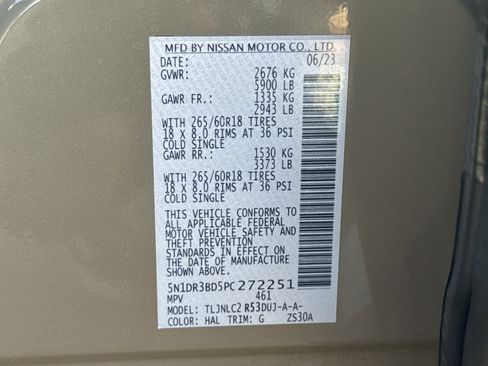 MFD BY NISSAN MOTOR CO., LTD.
DATE: 06/23
GVWR: 2676 KG
5900 LB
GAWR FR.: 1335 KG
2943 LB
WITH 265/60R18 TIRES
18 X 8.0 RIMS AT 36 PSI
COLD SINGLE
GAWR RR.: 1530 KG
3373 LB
WITH 265/60R18 TIRES
18 X 8.0 RIMS AT 36 PSI
COLD SINGLE
THIS VEHICLE CONFORMS TO
ALL APPLICABLE FEDERAL
MOTOR VEHICLE SAFETY
AND THEFT PREVENTION
STANDARDS IN EFFECT ON
THE DATE OF MANUFACTURE
SHOWN ABOVE.
5N1DR3BD5PC272251
MPV 461
MODEL: TLJNLC2 R53DUJ-A-A-
COLOR: HAL TRIM: G ZS30A